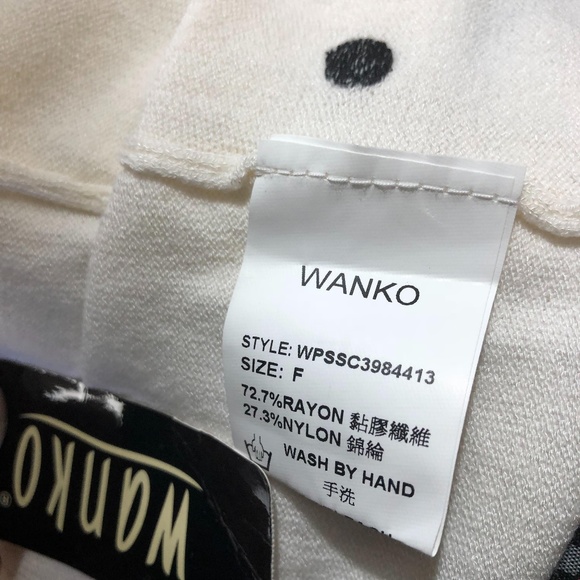 WANKO
STYLE: WPSSC3984413
SIZE: F
72.7%RAYON 黏膠纖維
27.3%NYLON 錦綸
WASH BY HAND
手洗
wanko®